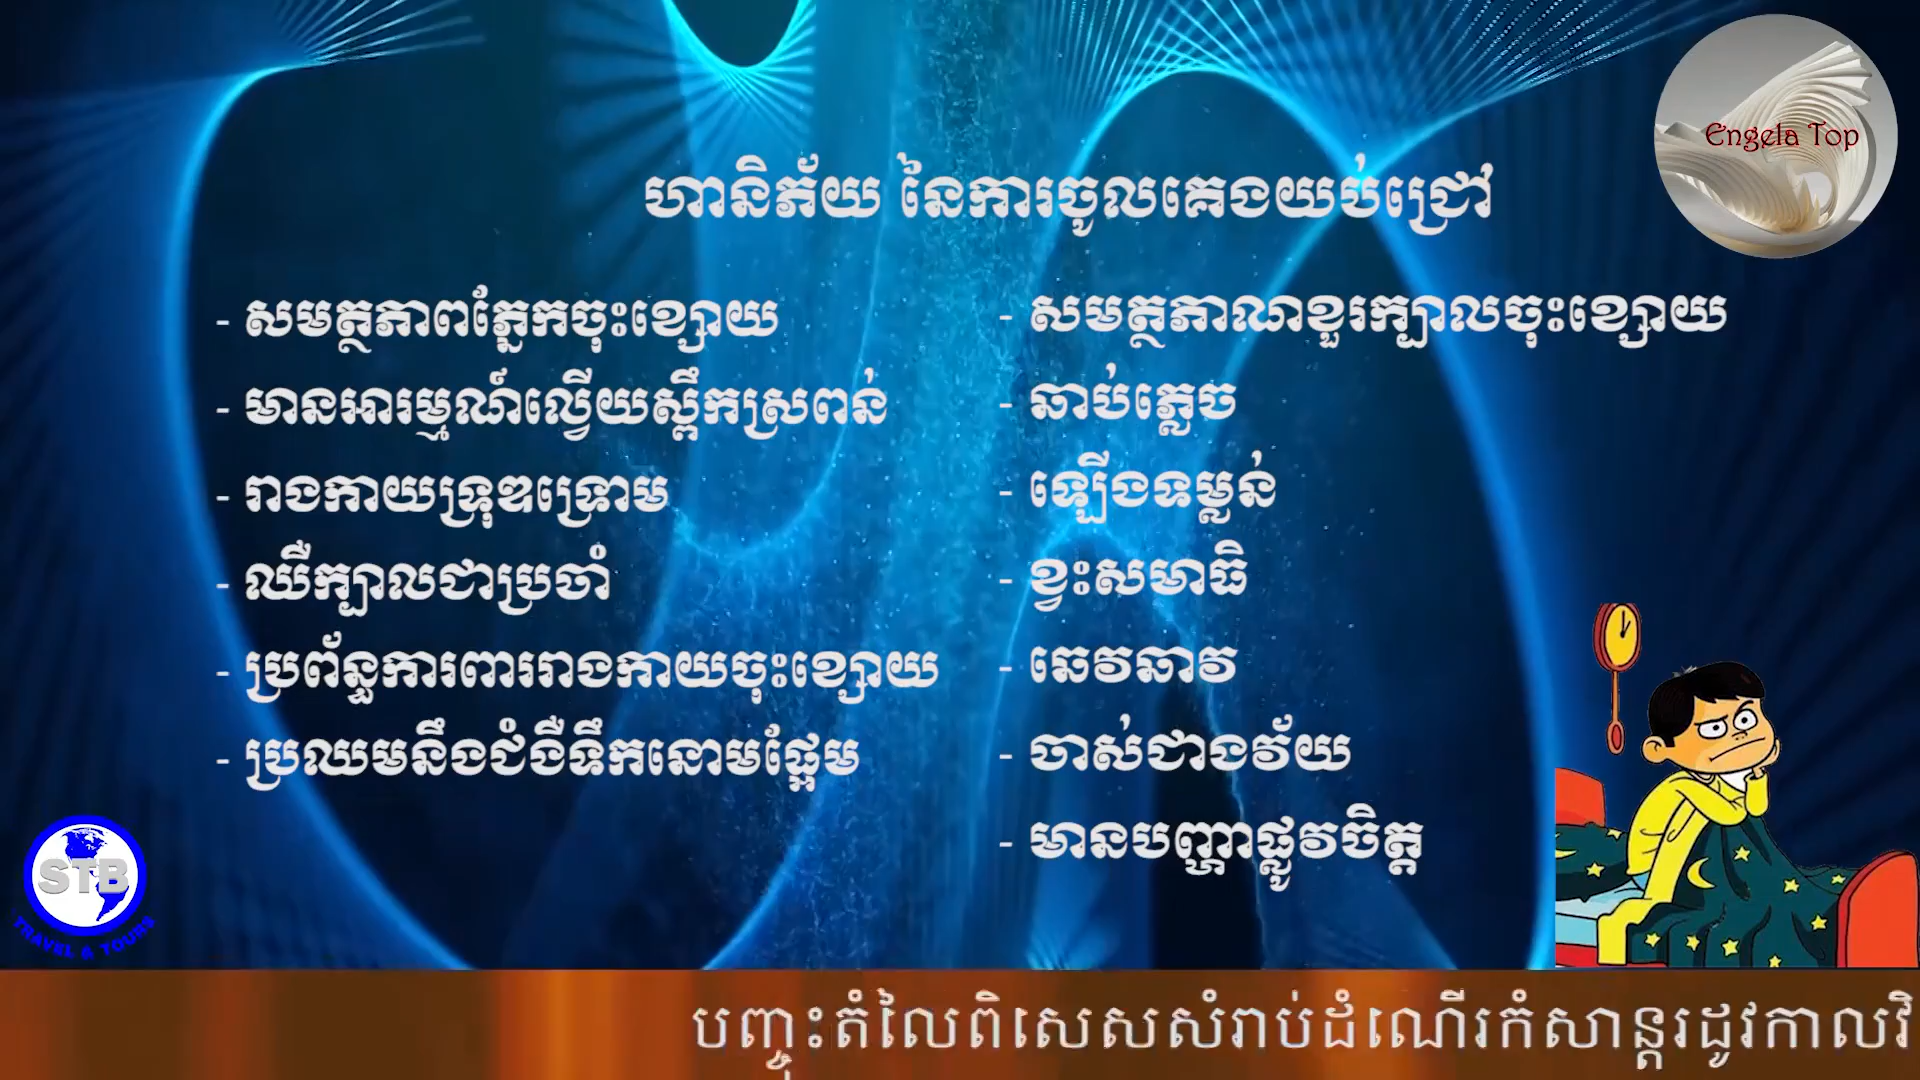 Engela Top
ហានិភ័យ នៃការចូលគេងយប់ជ្រៅ
- សមត្ថភាពភ្នែកចុះខ្សោយ
- មានអារម្មណ៍ល្វើយស្ពឹកស្រពន់
- រាងកាយទ្រុឌទ្រោម
- ឈឺក្បាលជាប្រចាំ
- ប្រព័ន្ធការពាររាងកាយចុះខ្សោយ
- ប្រឈមនឹងជំងឺទឹកនោមផ្អែម
- សមត្ថភាពណខួរក្បាលចុះខ្សោយ
- ឆាប់ភ្លេច
- ឡើងទម្លន់
- ខ្វះសមាធិ
- ឆេវឆាវ
- ចាស់ជាងវ័យ
- មានបញ្ហាផ្លូវចិត្ត
STB
TRAVEL & TOURS
បញ្ចុះតំលៃពិសេសសំរាប់ដំណើរកំសាន្តរដូវកាលវិ